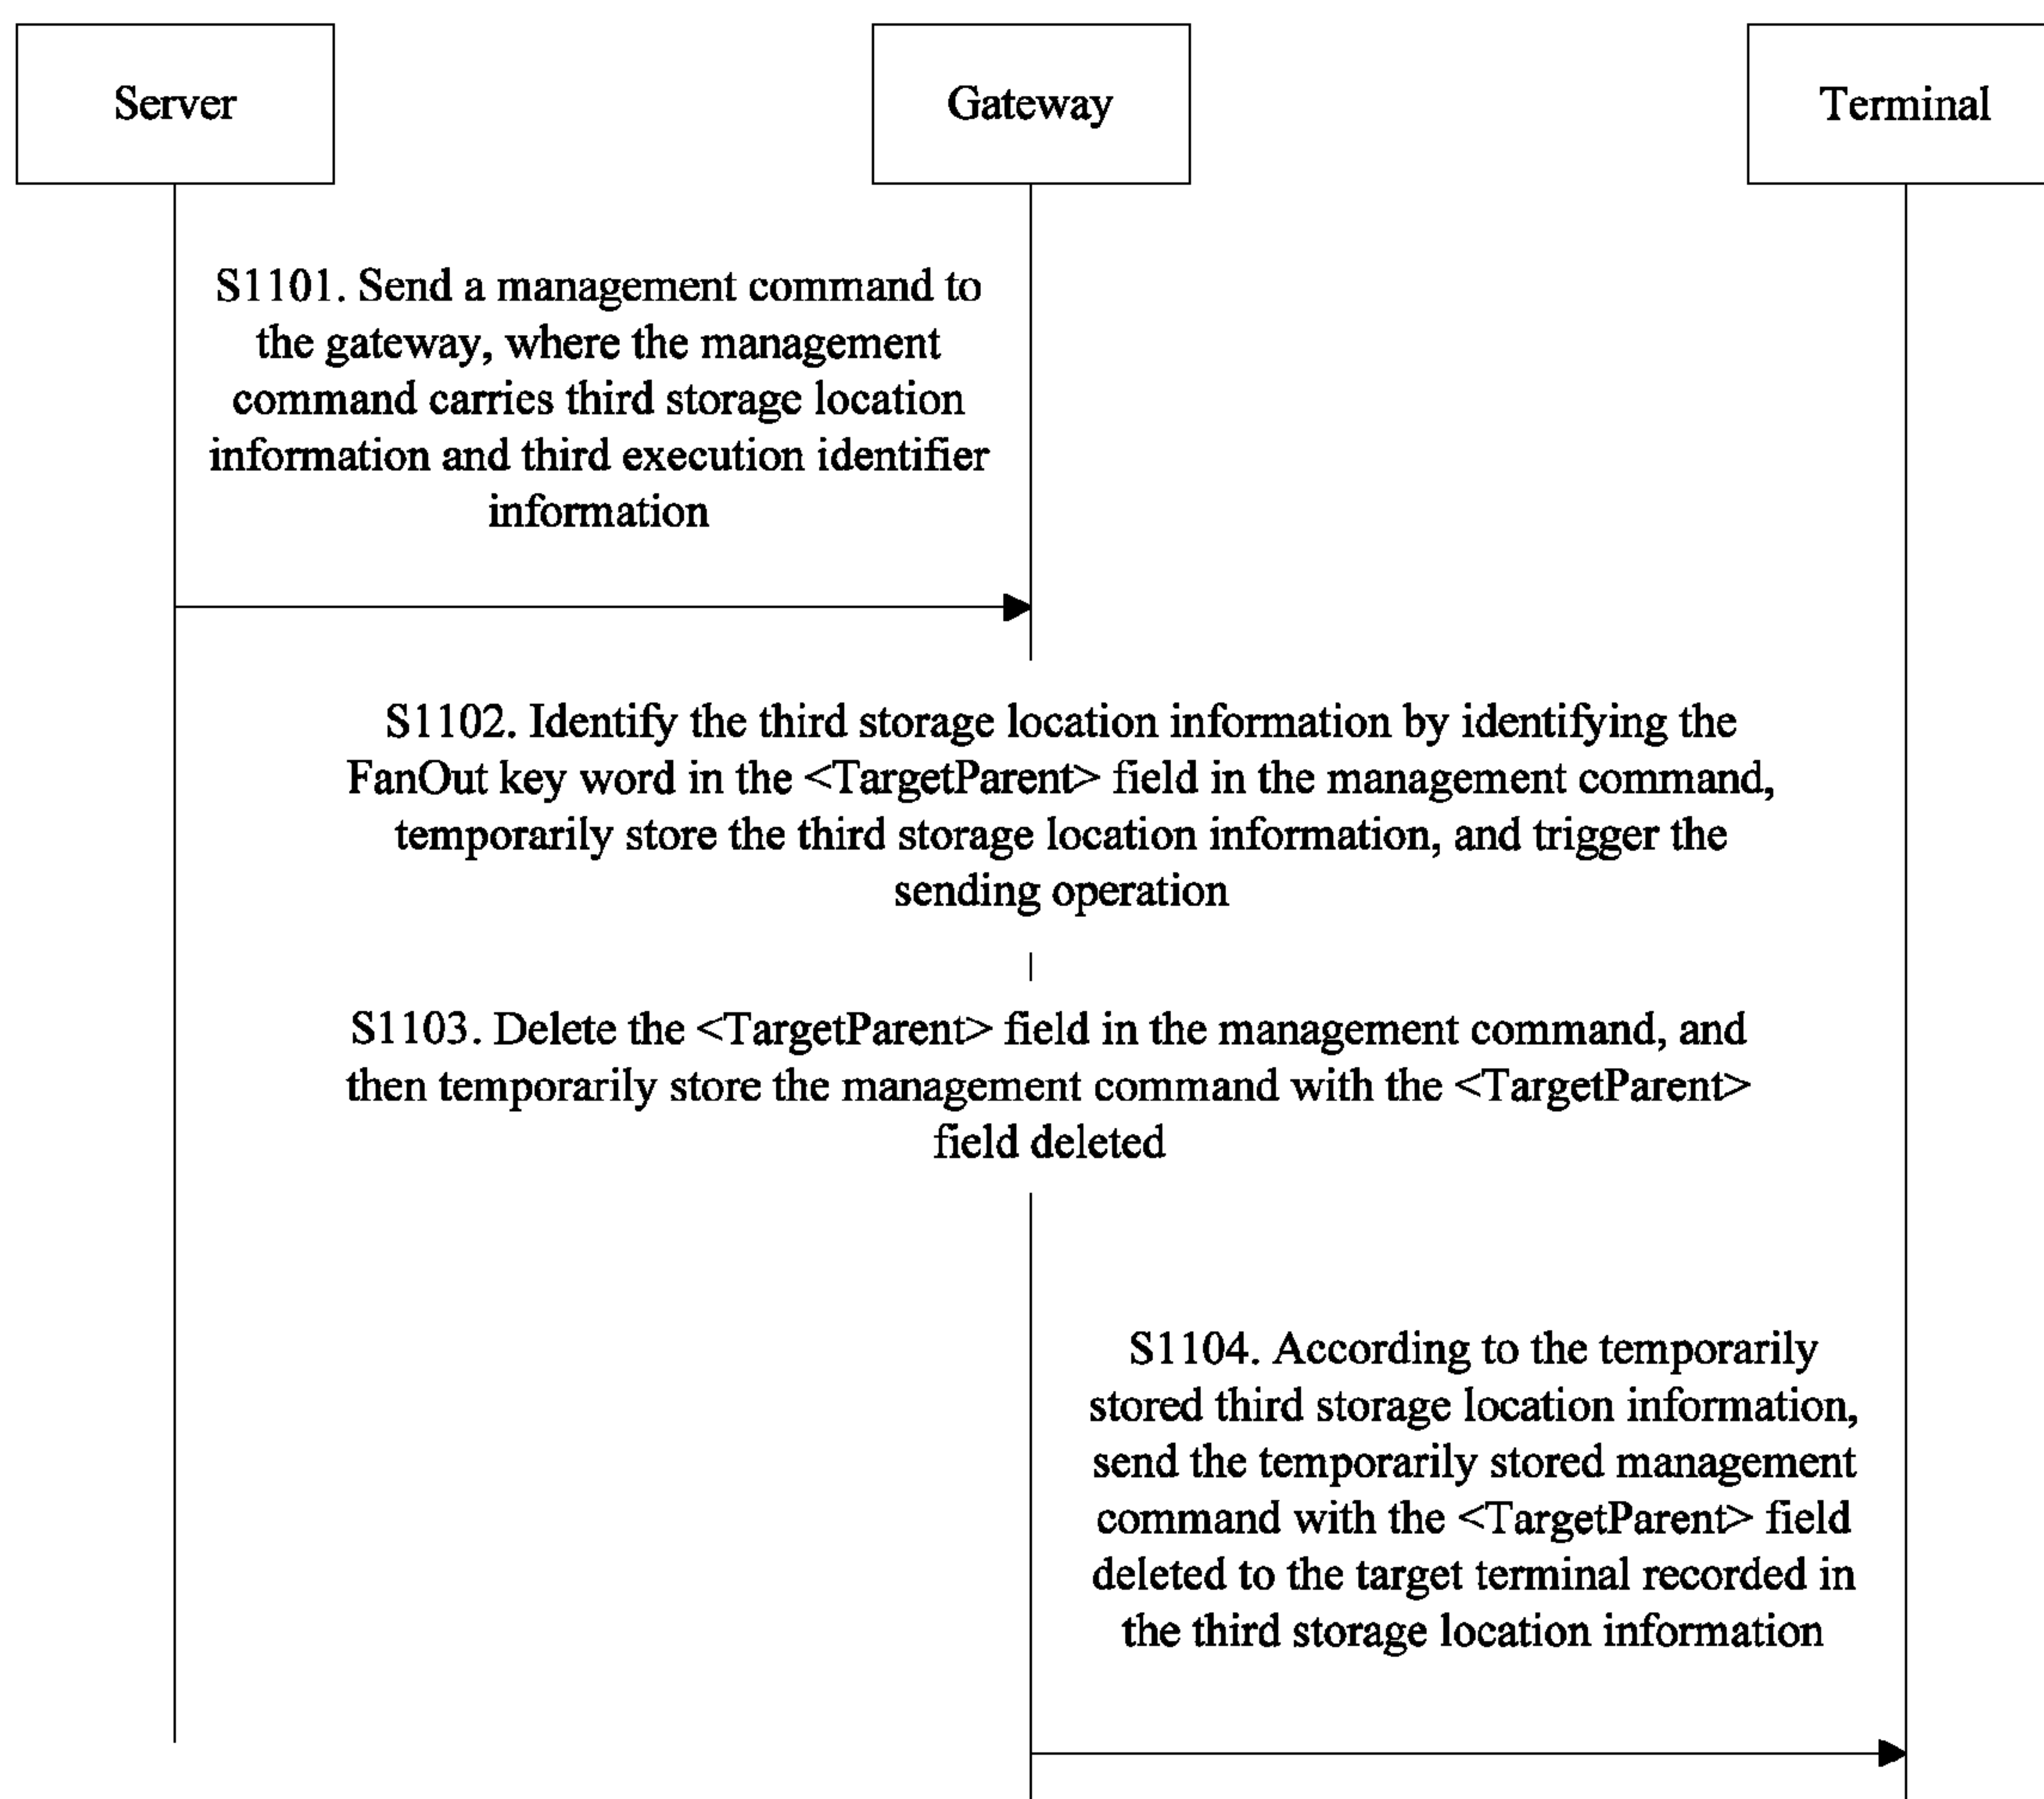 Server
Gateway
Terminal
S1101. Send a management command to
the gateway, where the management
command carries third storage location
information and third execution identifier
information
S1102. Identify the third storage location information by identifying the
FanOut key word in the <TargetParent> field in the management command,
temporarily store the third storage location information, and trigger the
sending operation
S1103. Delete the <TargetParent> field in the management command, and
then temporarily store the management command with the <TargetParent>
field deleted
S1104. According to the temporarily
stored third storage location information,
send the temporarily stored management
command with the <TargetParent> field
deleted to the target terminal recorded in
the third storage location information